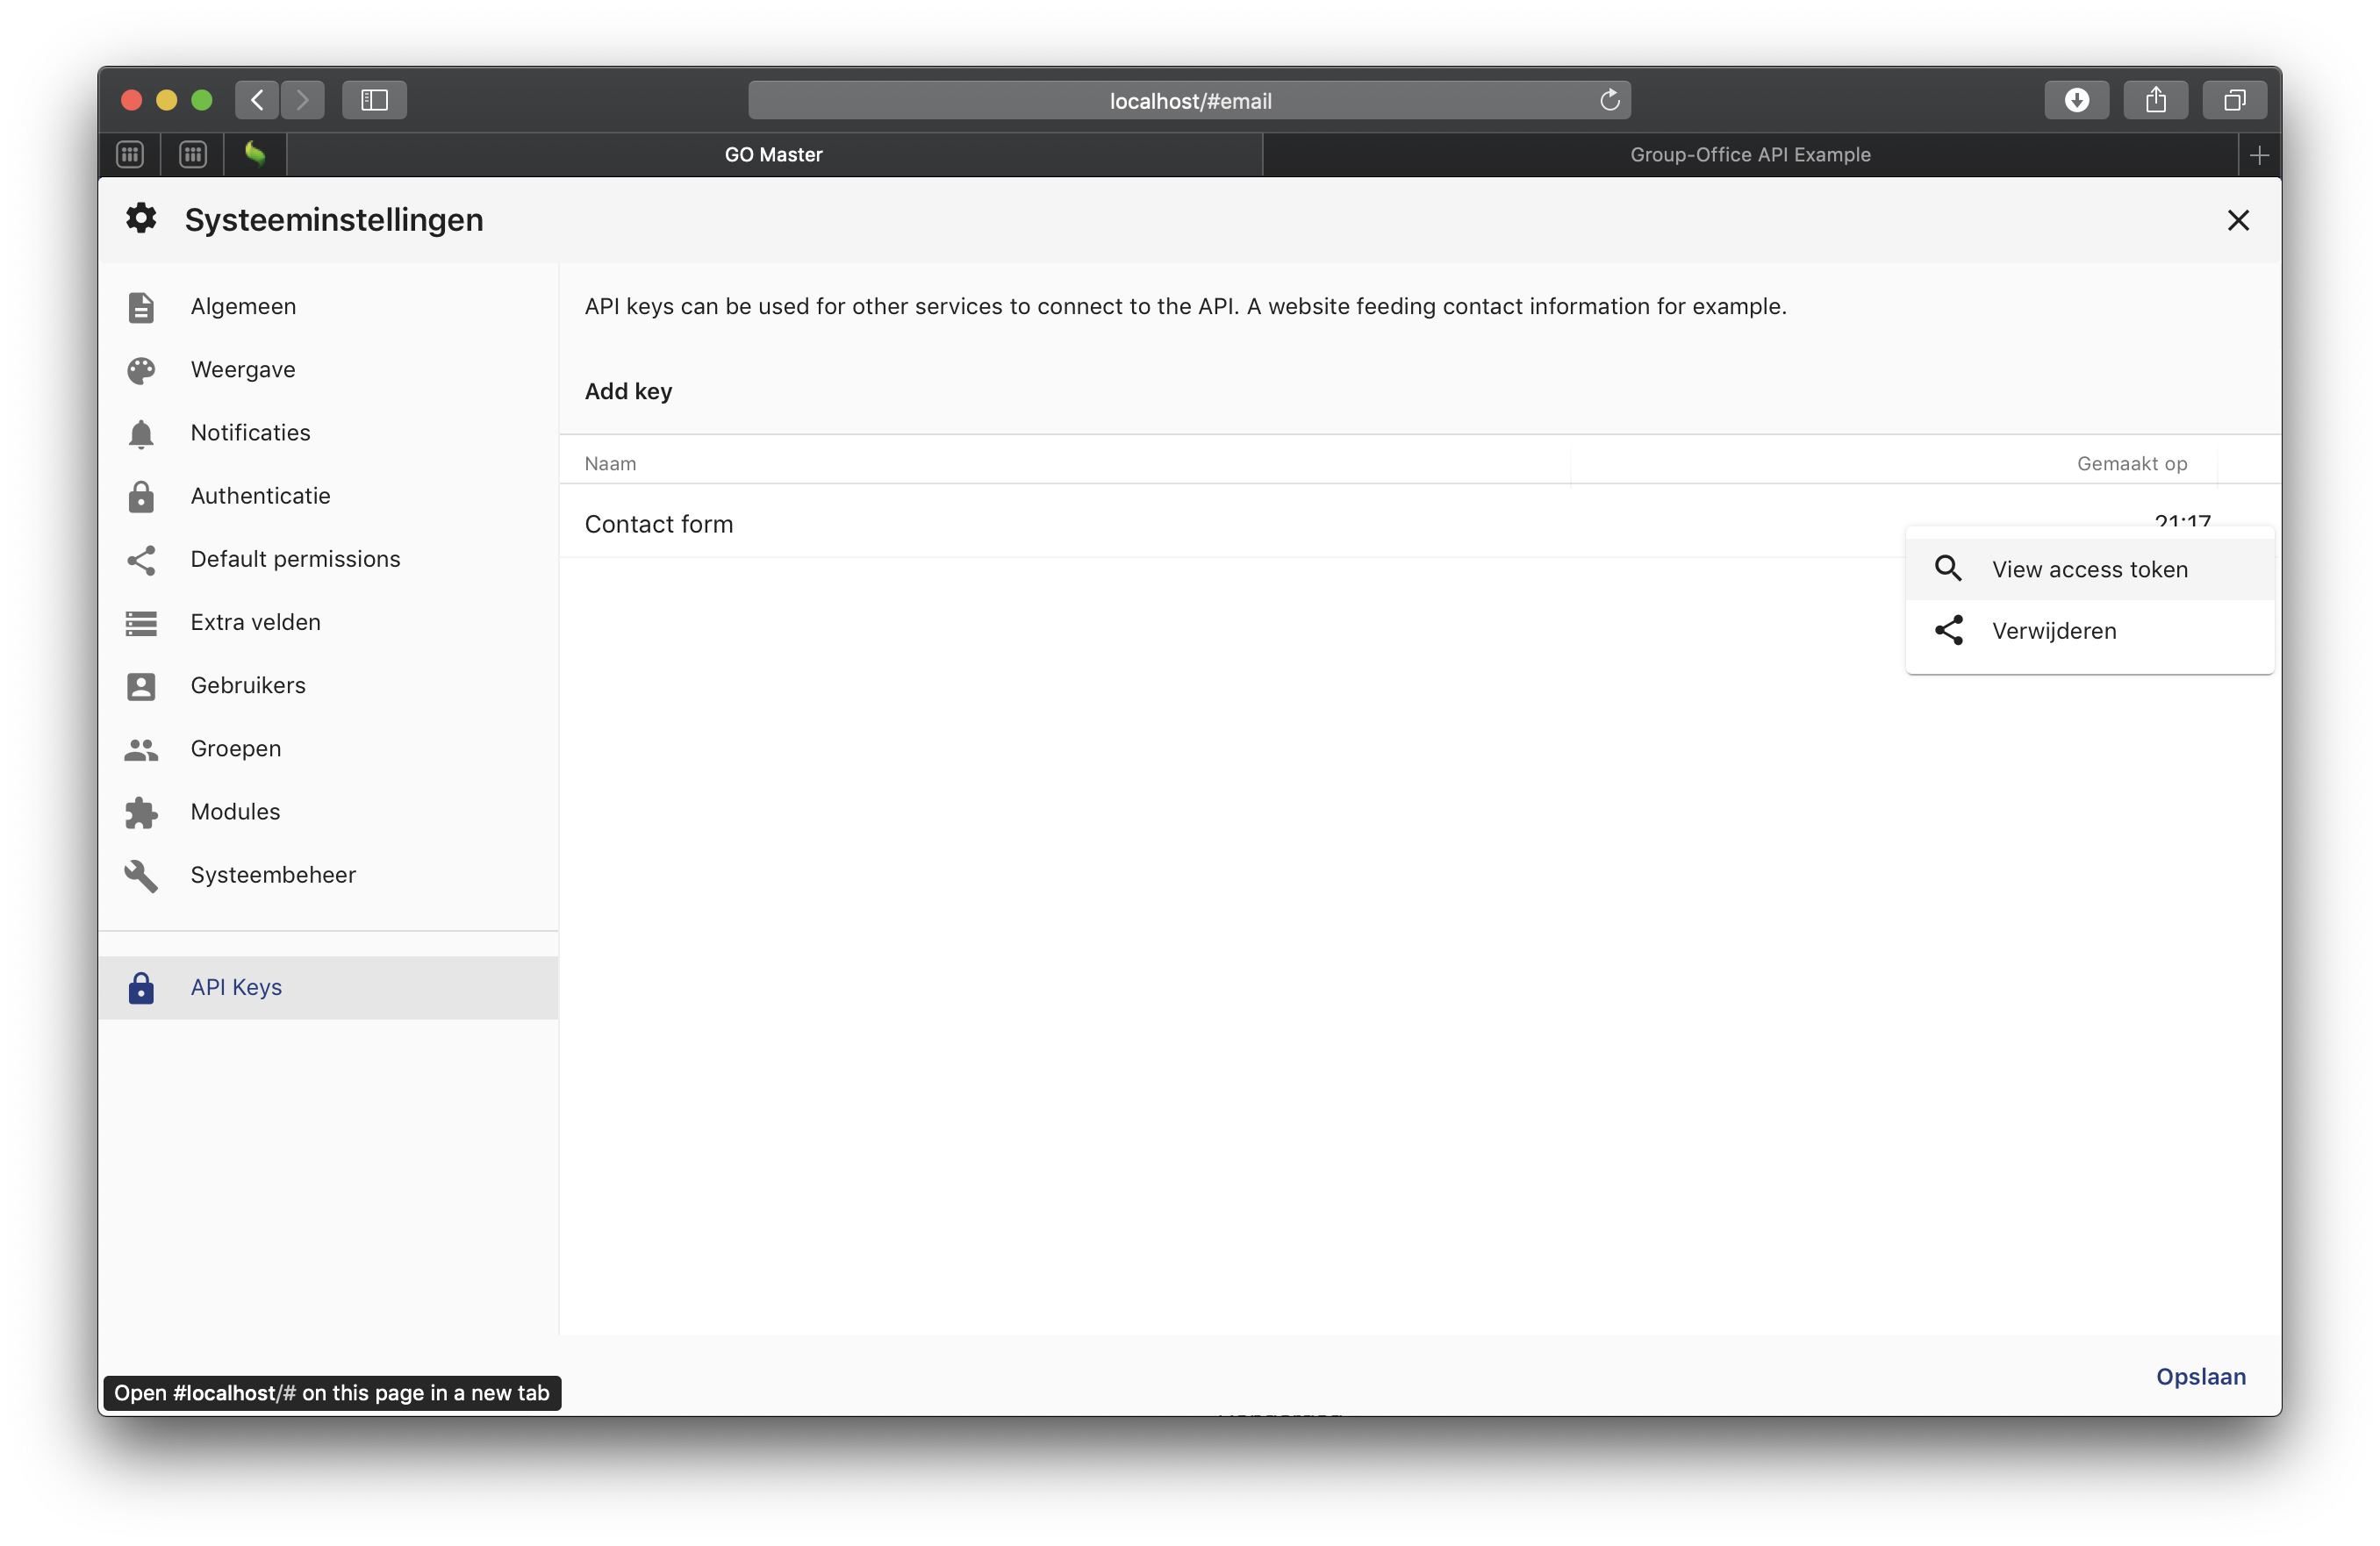 localhost/#email
GO Master
Group-Office API Example
Systeeminstellingen
Algemeen
Weergave
Notificaties
Authenticatie
Default permissions
Extra velden
Gebruikers
Groepen
Modules
Systeembeheer
API Keys
API keys can be used for other services to connect to the API. A website feeding contact information for example.
Add key
Naam Gemaakt op
Contact form 21:17
View access token
Verwijderen
Opslaan
Open #localhost/# on this page in a new tab